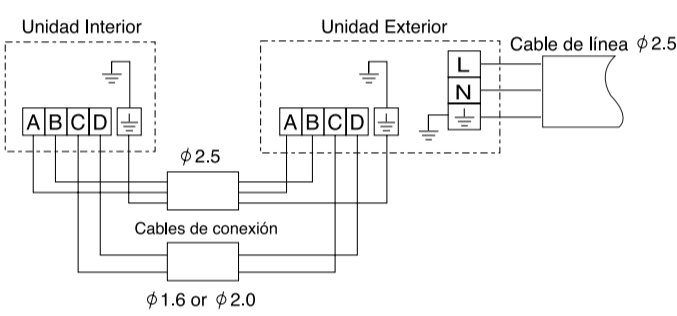 Unidad Interior
Unidad Exterior
Cable de línea ϕ2.5
L
N
A B C D
A B C D
ϕ2.5
Cables de conexión
ϕ1.6 or ϕ2.0